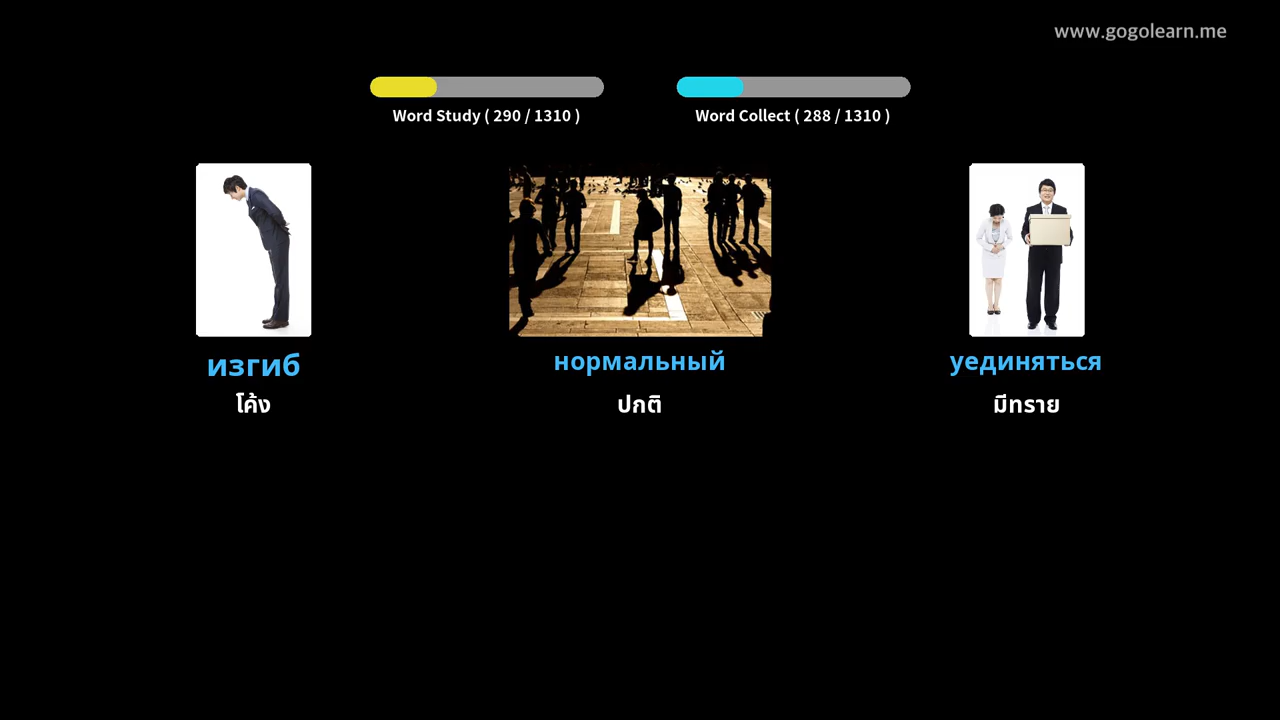 www.gogolearn.me
Word Study ( 290 / 1310 )
Word Collect ( 288 / 1310 )
изгиб
нормальный
уединяться
โค้ง
ปกติ
มีทราย